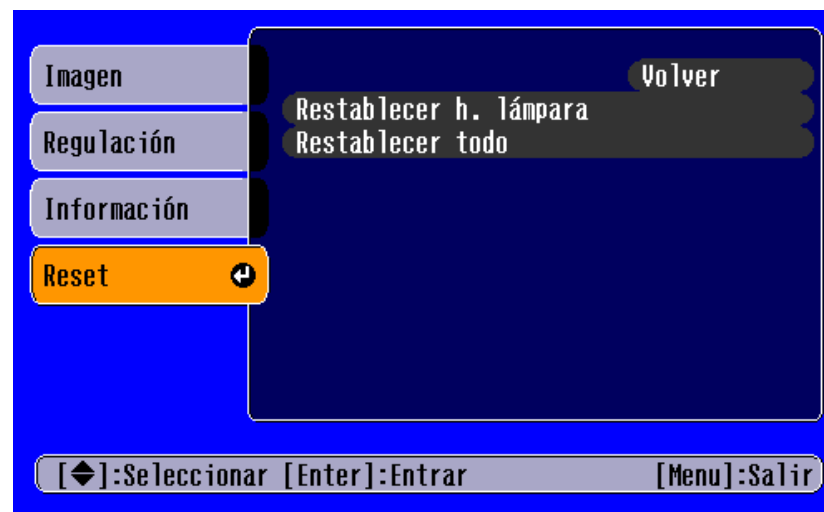 Imagen
Volver
Restablecer h. lámpara
Regulación
Restablecer todo
Información
Reset
[◆]:Seleccionar [Enter]:Entrar [Menu]:Salir